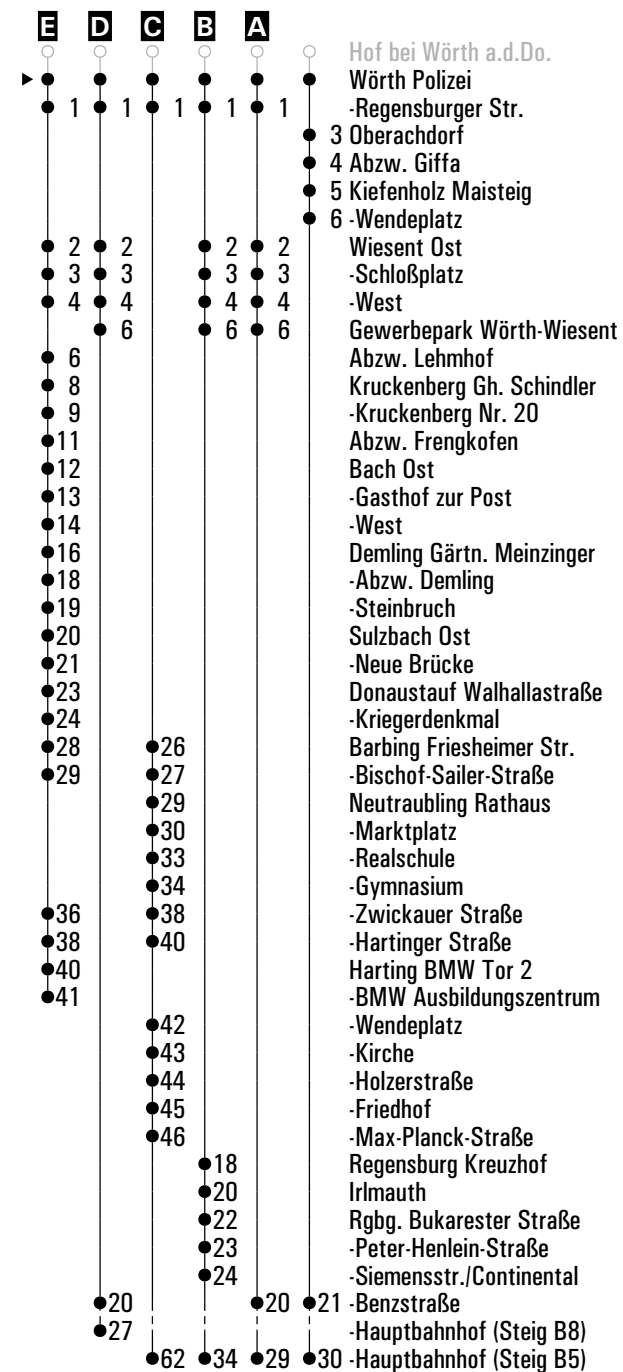 E D C B A
Hof bei Wörth a.d.Do.
Wörth Polizei
1 1 1 1 1 -Regensburger Str.
3 Oberachdorf
4 Abzw. Giffa
5 Kiefenholz Maisteig
6 -Wendeplatz
2 2 2 2 Wiesent Ost
3 3 3 3 -Schloßplatz
4 4 4 4 -West
6 6 6 Gewerbepark Wörth-Wiesent
6 Abzw. Lehmhof
8 Kruckenberg Gh. Schindler
9 -Kruckenberg Nr. 20
11 Abzw. Frengkofen
12 Bach Ost
13 -Gasthof zur Post
14 -West
16 Demling Gärtn. Meinzinger
18 -Abzw. Demling
19 -Steinbruch
20 Sulzbach Ost
21 -Neue Brücke
23 Donaustauf Walhallastraße
24 -Kriegerdenkmal
28 26 Barbing Friesheimer Str.
29 27 -Bischof-Sailer-Straße
29 Neutraubling Rathaus
30 -Marktplatz
33 -Realschule
34 -Gymnasium
36 38 -Zwickauer Straße
38 40 -Hartinger Straße
40 Harting BMW Tor 2
41 -BMW Ausbildungszentrum
42 -Wendeplatz
43 -Kirche
44 -Holzerstraße
45 -Friedhof
46 -Max-Planck-Straße
18 Regensburg Kreuzhof
20 Irlmauth
22 Rgbg. Bukarester Straße
23 -Peter-Henlein-Straße
24 -Siemensstr./Continental
20 20 21 -Benzstraße
27 -Hauptbahnhof (Steig B8)
62 34 29 30 -Hauptbahnhof (Steig B5)